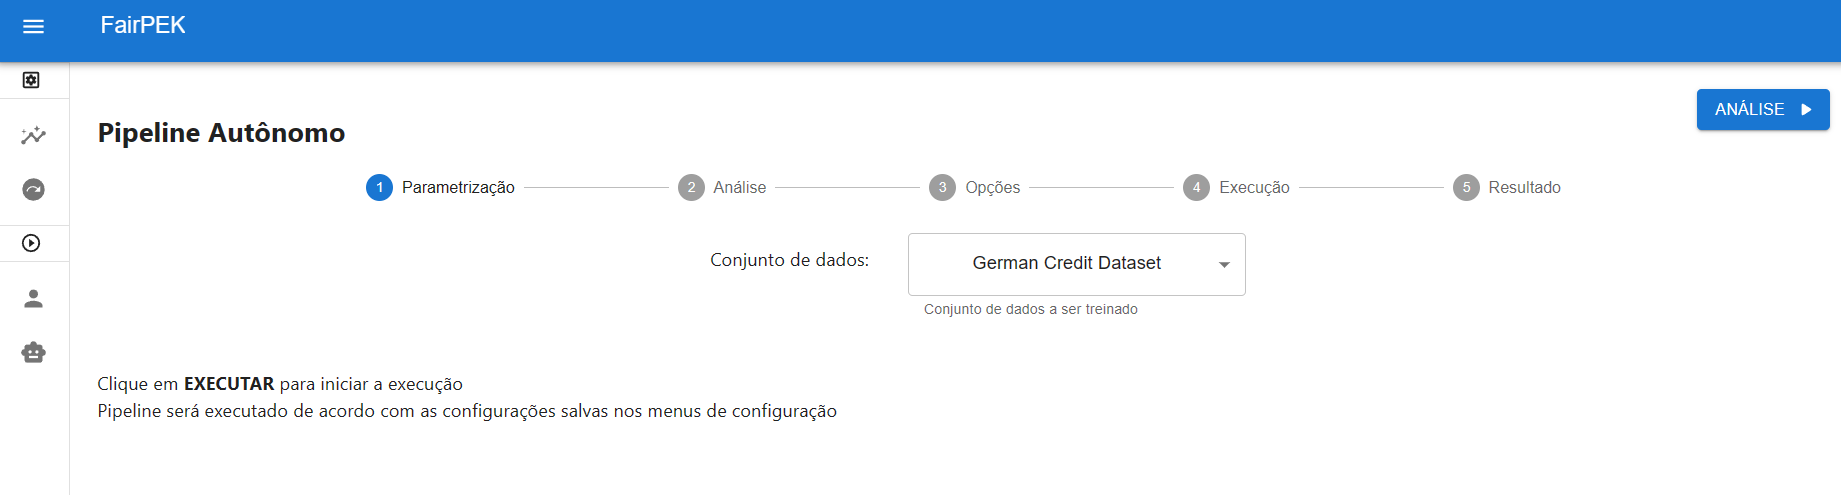 FairPEK
ANÁLISE
Pipeline Autônomo
1 Parametrização 2 Análise 3 Opções 4 Execução 5 Resultado
Conjunto de dados: German Credit Dataset
Conjunto de dados a ser treinado
Clique em EXECUTAR para iniciar a execução
Pipeline será executado de acordo com as configurações salvas nos menus de configuração